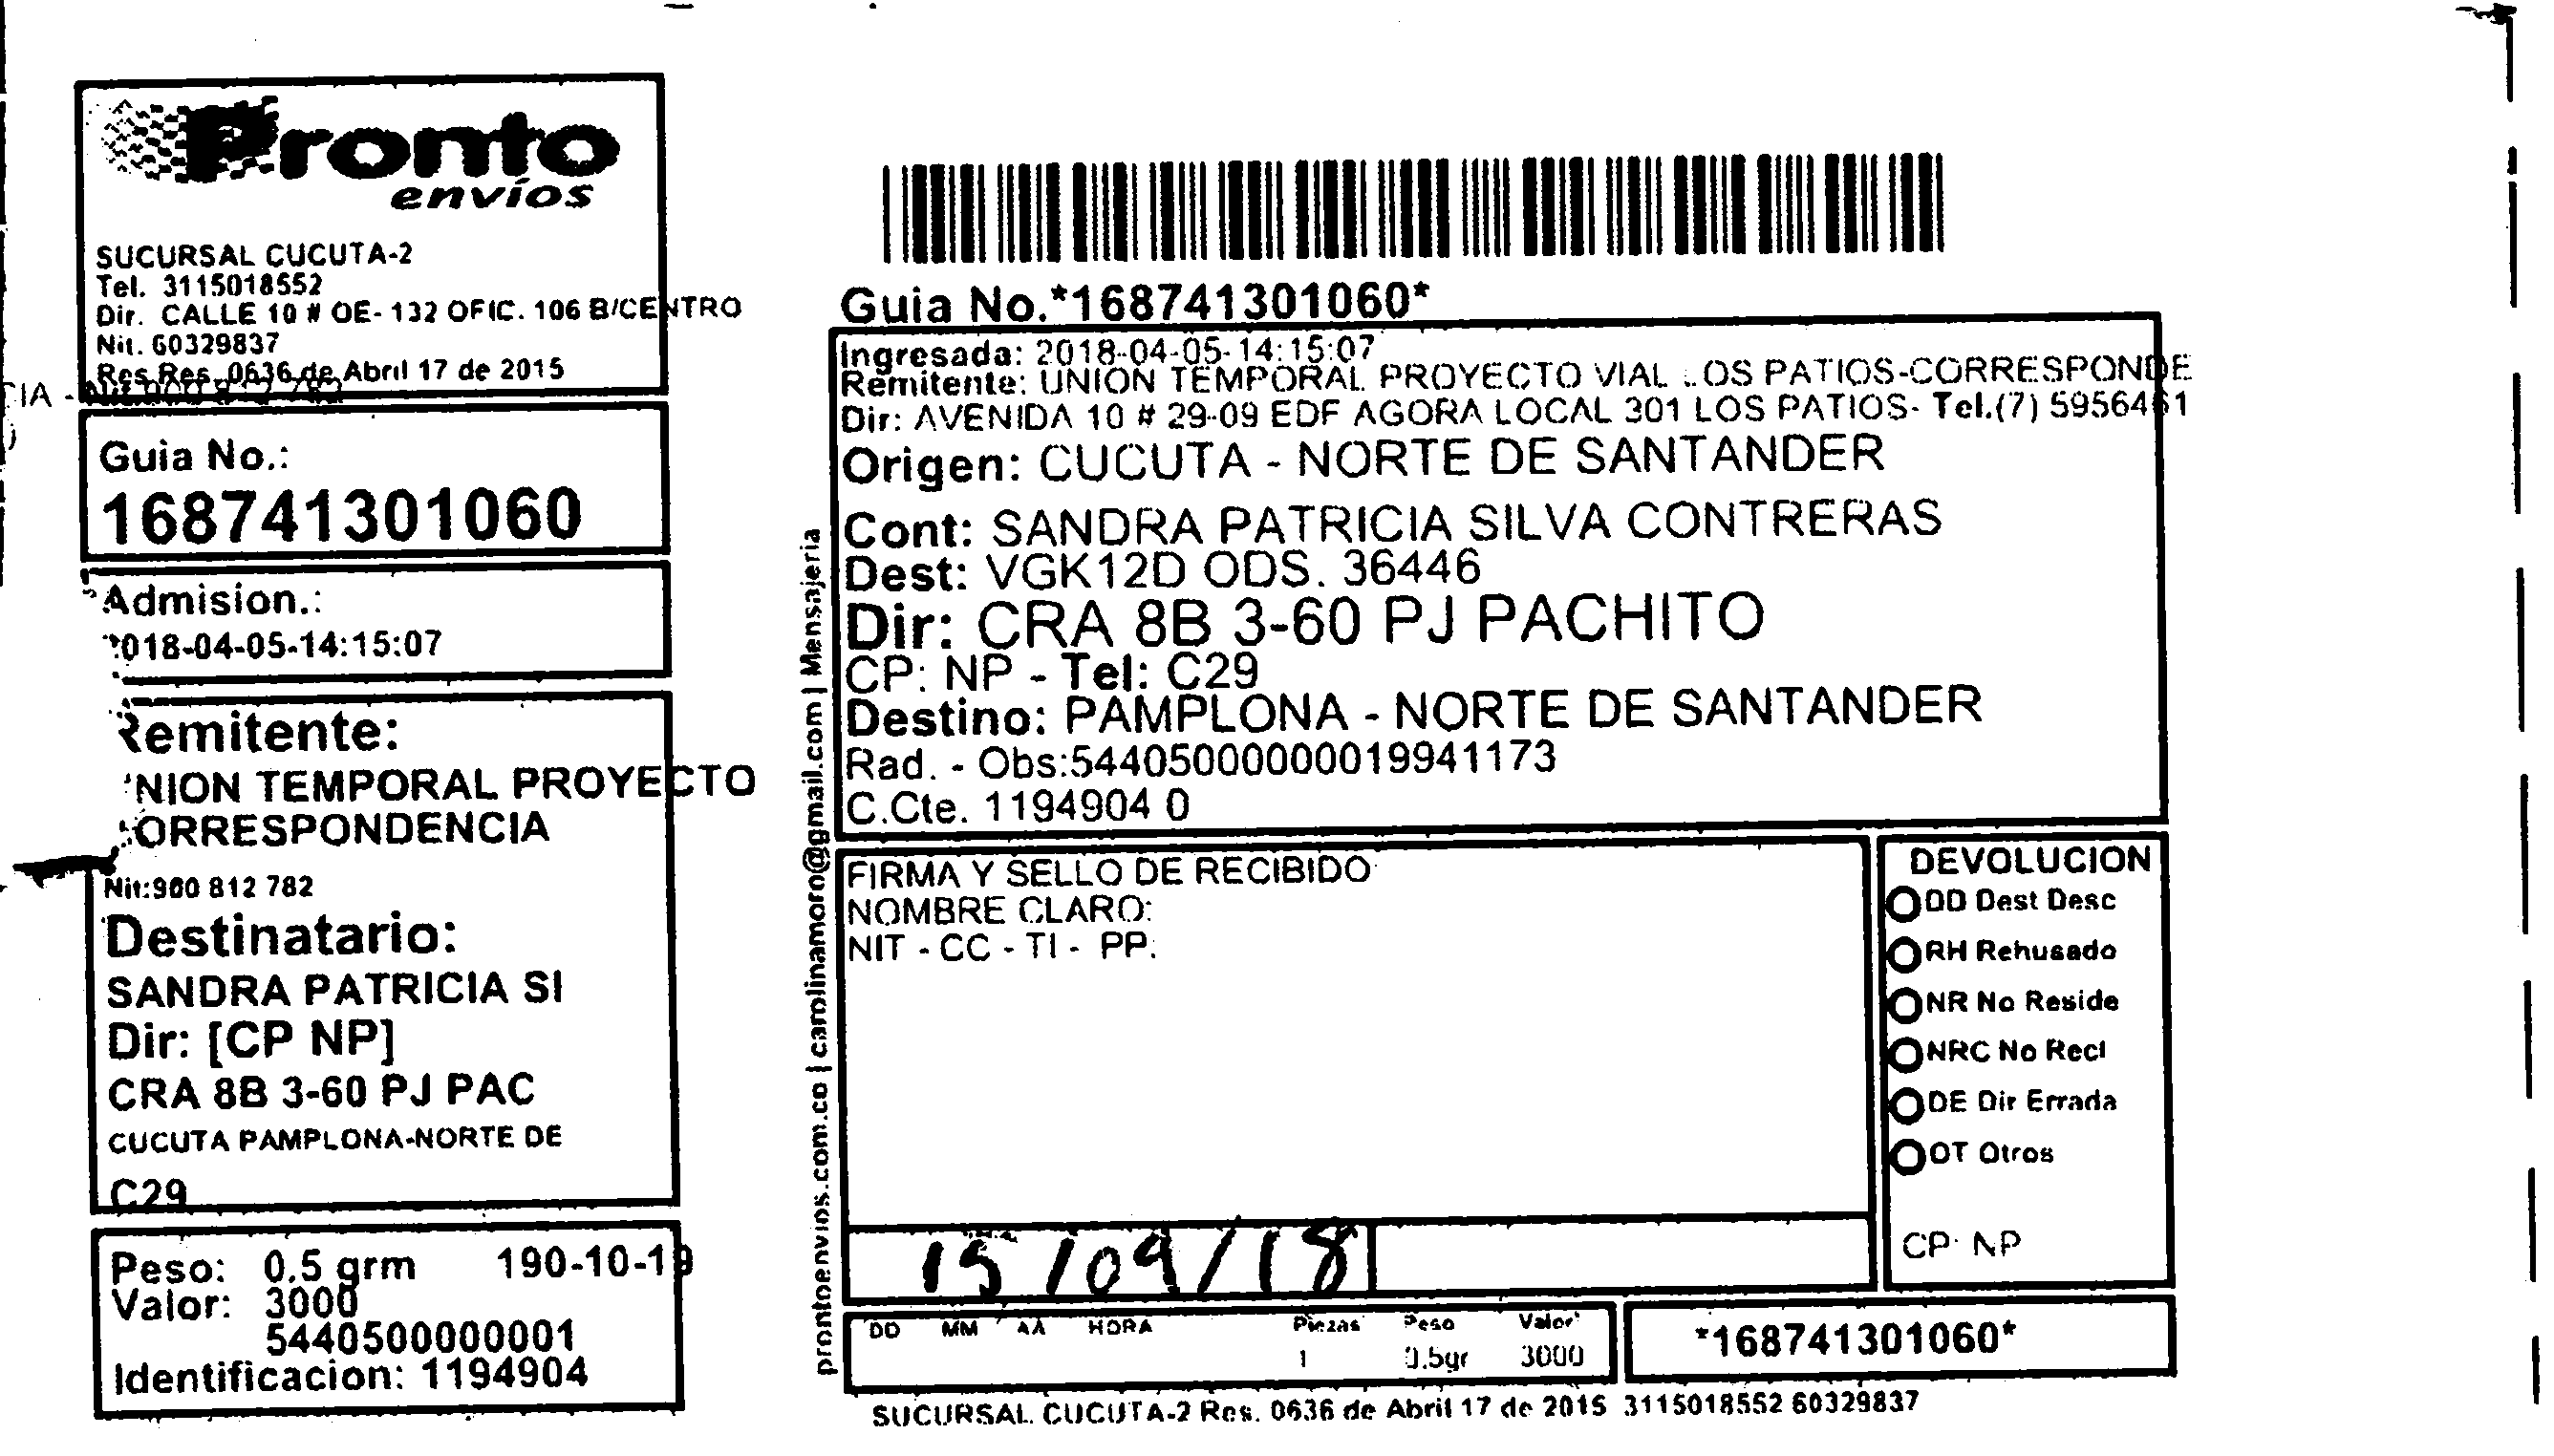 Pronto
envíos
SUCURSAL CUCUTA-2
Tel. 3115018552
Dir. CALLE 10 # OE- 132 OFIC. 106 B/CENTRO
Nit. 60329837
Res Res. 0636 de Abril 17 de 2015
CIA -
Guia No.:
168741301060
Admision.:
2018-04-05-14:15:07
Remitente:
UNION TEMPORAL PROYECTO
CORRESPONDENCIA
Nit:900 812 782
Destinatario:
SANDRA PATRICIA SI
Dir: [CP NP]
CRA 8B 3-60 PJ PAC
CUCUTA PAMPLONA-NORTE DE
C29
Peso: 0.5 grm 190-10-19
Valor: 3000
5440500000001
Identificacion: 1194904
prontoenvios.com.co | carolinamoro@gmail.com | Mensajeria
Guia No.*168741301060*
Ingresada: 2018-04-05-14:15:07
Remitente: UNION TEMPORAL PROYECTO VIAL LOS PATIOS-CORRESPONDE
Dir: AVENIDA 10 # 29-09 EDF AGORA LOCAL 301 LOS PATIOS- Tel.(7) 5956461
Origen: CUCUTA - NORTE DE SANTANDER
Cont: SANDRA PATRICIA SILVA CONTRERAS
Dest: VGK12D ODS. 36446
Dir: CRA 8B 3-60 PJ PACHITO
CP: NP - Tel: C29
Destino: PAMPLONA - NORTE DE SANTANDER
Rad. - Obs:544050000000019941173
C.Cte. 1194904 0
FIRMA Y SELLO DE RECIBIDO
NOMBRE CLARO:
NIT - CC - TI - PP.
15/04/18
DEVOLUCION
DD Dest Desc
RH Rehusado
NR No Reside
NRC No Recl
DE Dir Errada
OT Otros
CP: NP
DD MM AA HORA Piezas Peso Valor
1 0.5gr 3000
*168741301060*
SUCURSAL CUCUTA-2 Res. 0636 de Abril 17 de 2015 3115018552 60329837